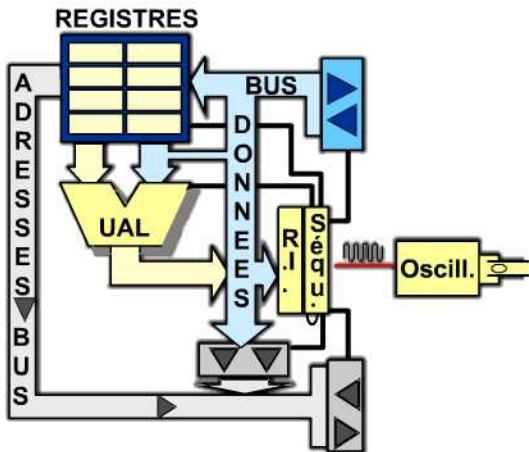 REGISTRES
BUS
DONNEES
ADRESSES BUS
UAL
R.I.
Séqu.
Oscill.